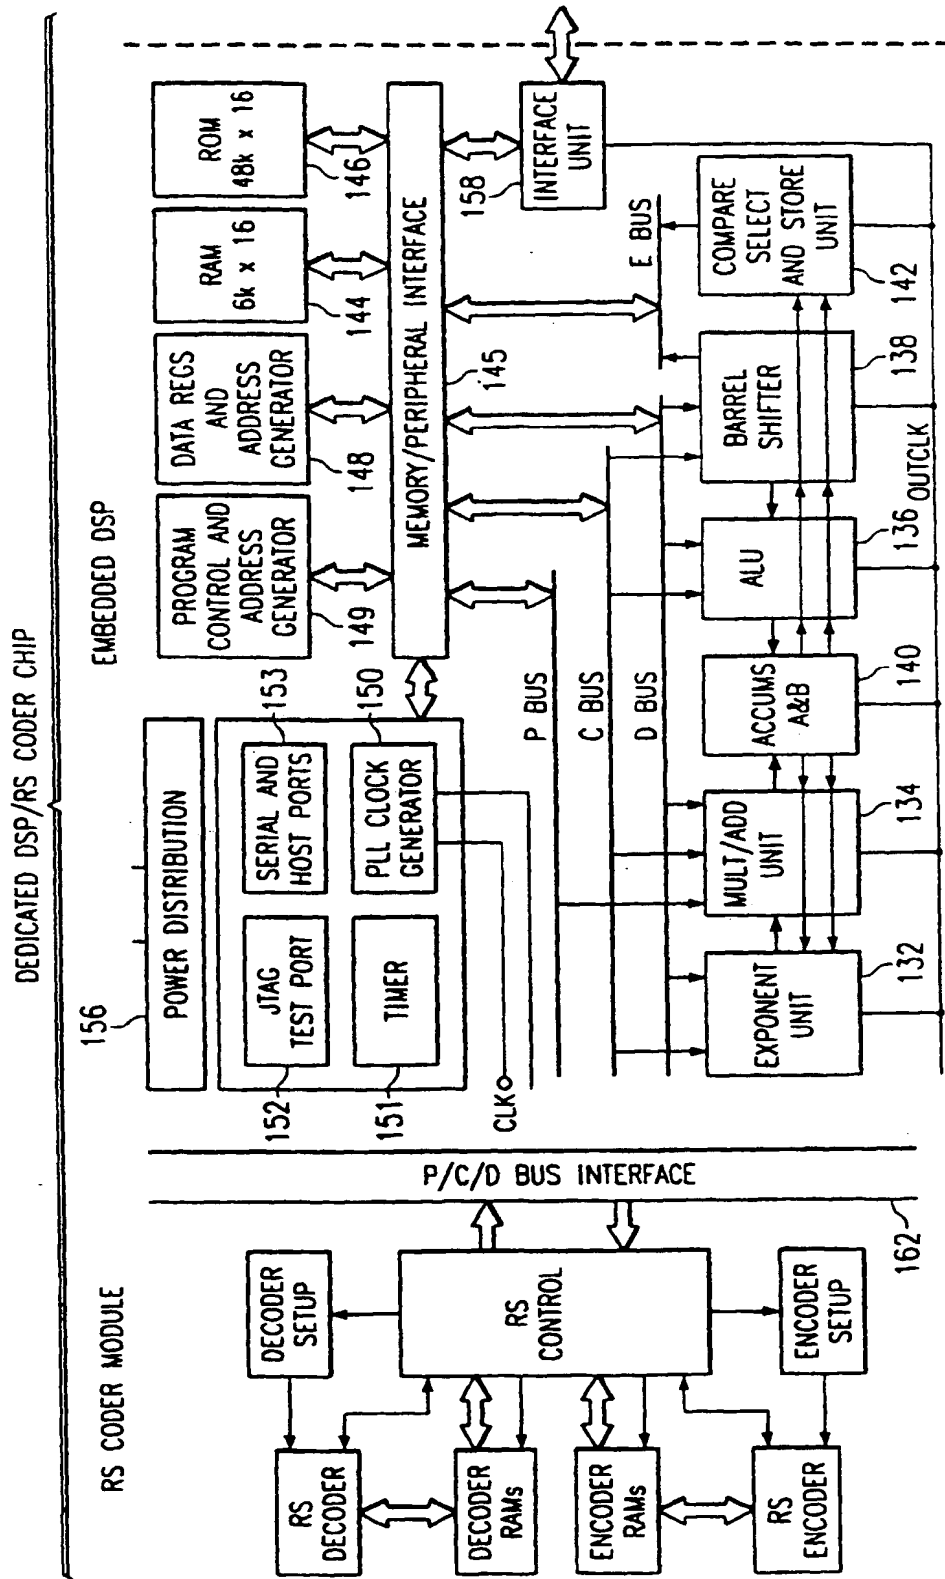 DEDICATED DSP/RS CODER CHIP
RS CODER MODULE
EMBEDDED DSP
RS
DECODER
DECODER
RAMs
ENCODER
RAMs
RS
ENCODER
DECODER
SETUP
RS
CONTROL
ENCODER
SETUP
P/C/D BUS INTERFACE
162
156
POWER DISTRIBUTION
JTAG
TEST PORT
152
SERIAL AND
HOST PORTS
153
TIMER
151
PLL CLOCK
GENERATOR
150
CLK
PROGRAM
CONTROL AND
ADDRESS
GENERATOR
149
DATA REGS
AND
ADDRESS
GENERATOR
148
RAM
6k x 16
144
ROM
48k x 16
146
MEMORY/PERIPHERAL INTERFACE
145
INTERFACE
UNIT
158
P BUS
C BUS
D BUS
E BUS
EXPONENT
UNIT
132
MULT/ADD
UNIT
134
ACCUMS
A&B
140
ALU
136
BARREL
SHIFTER
138
COMPARE
SELECT
AND STORE
UNIT
142
OUTCLK